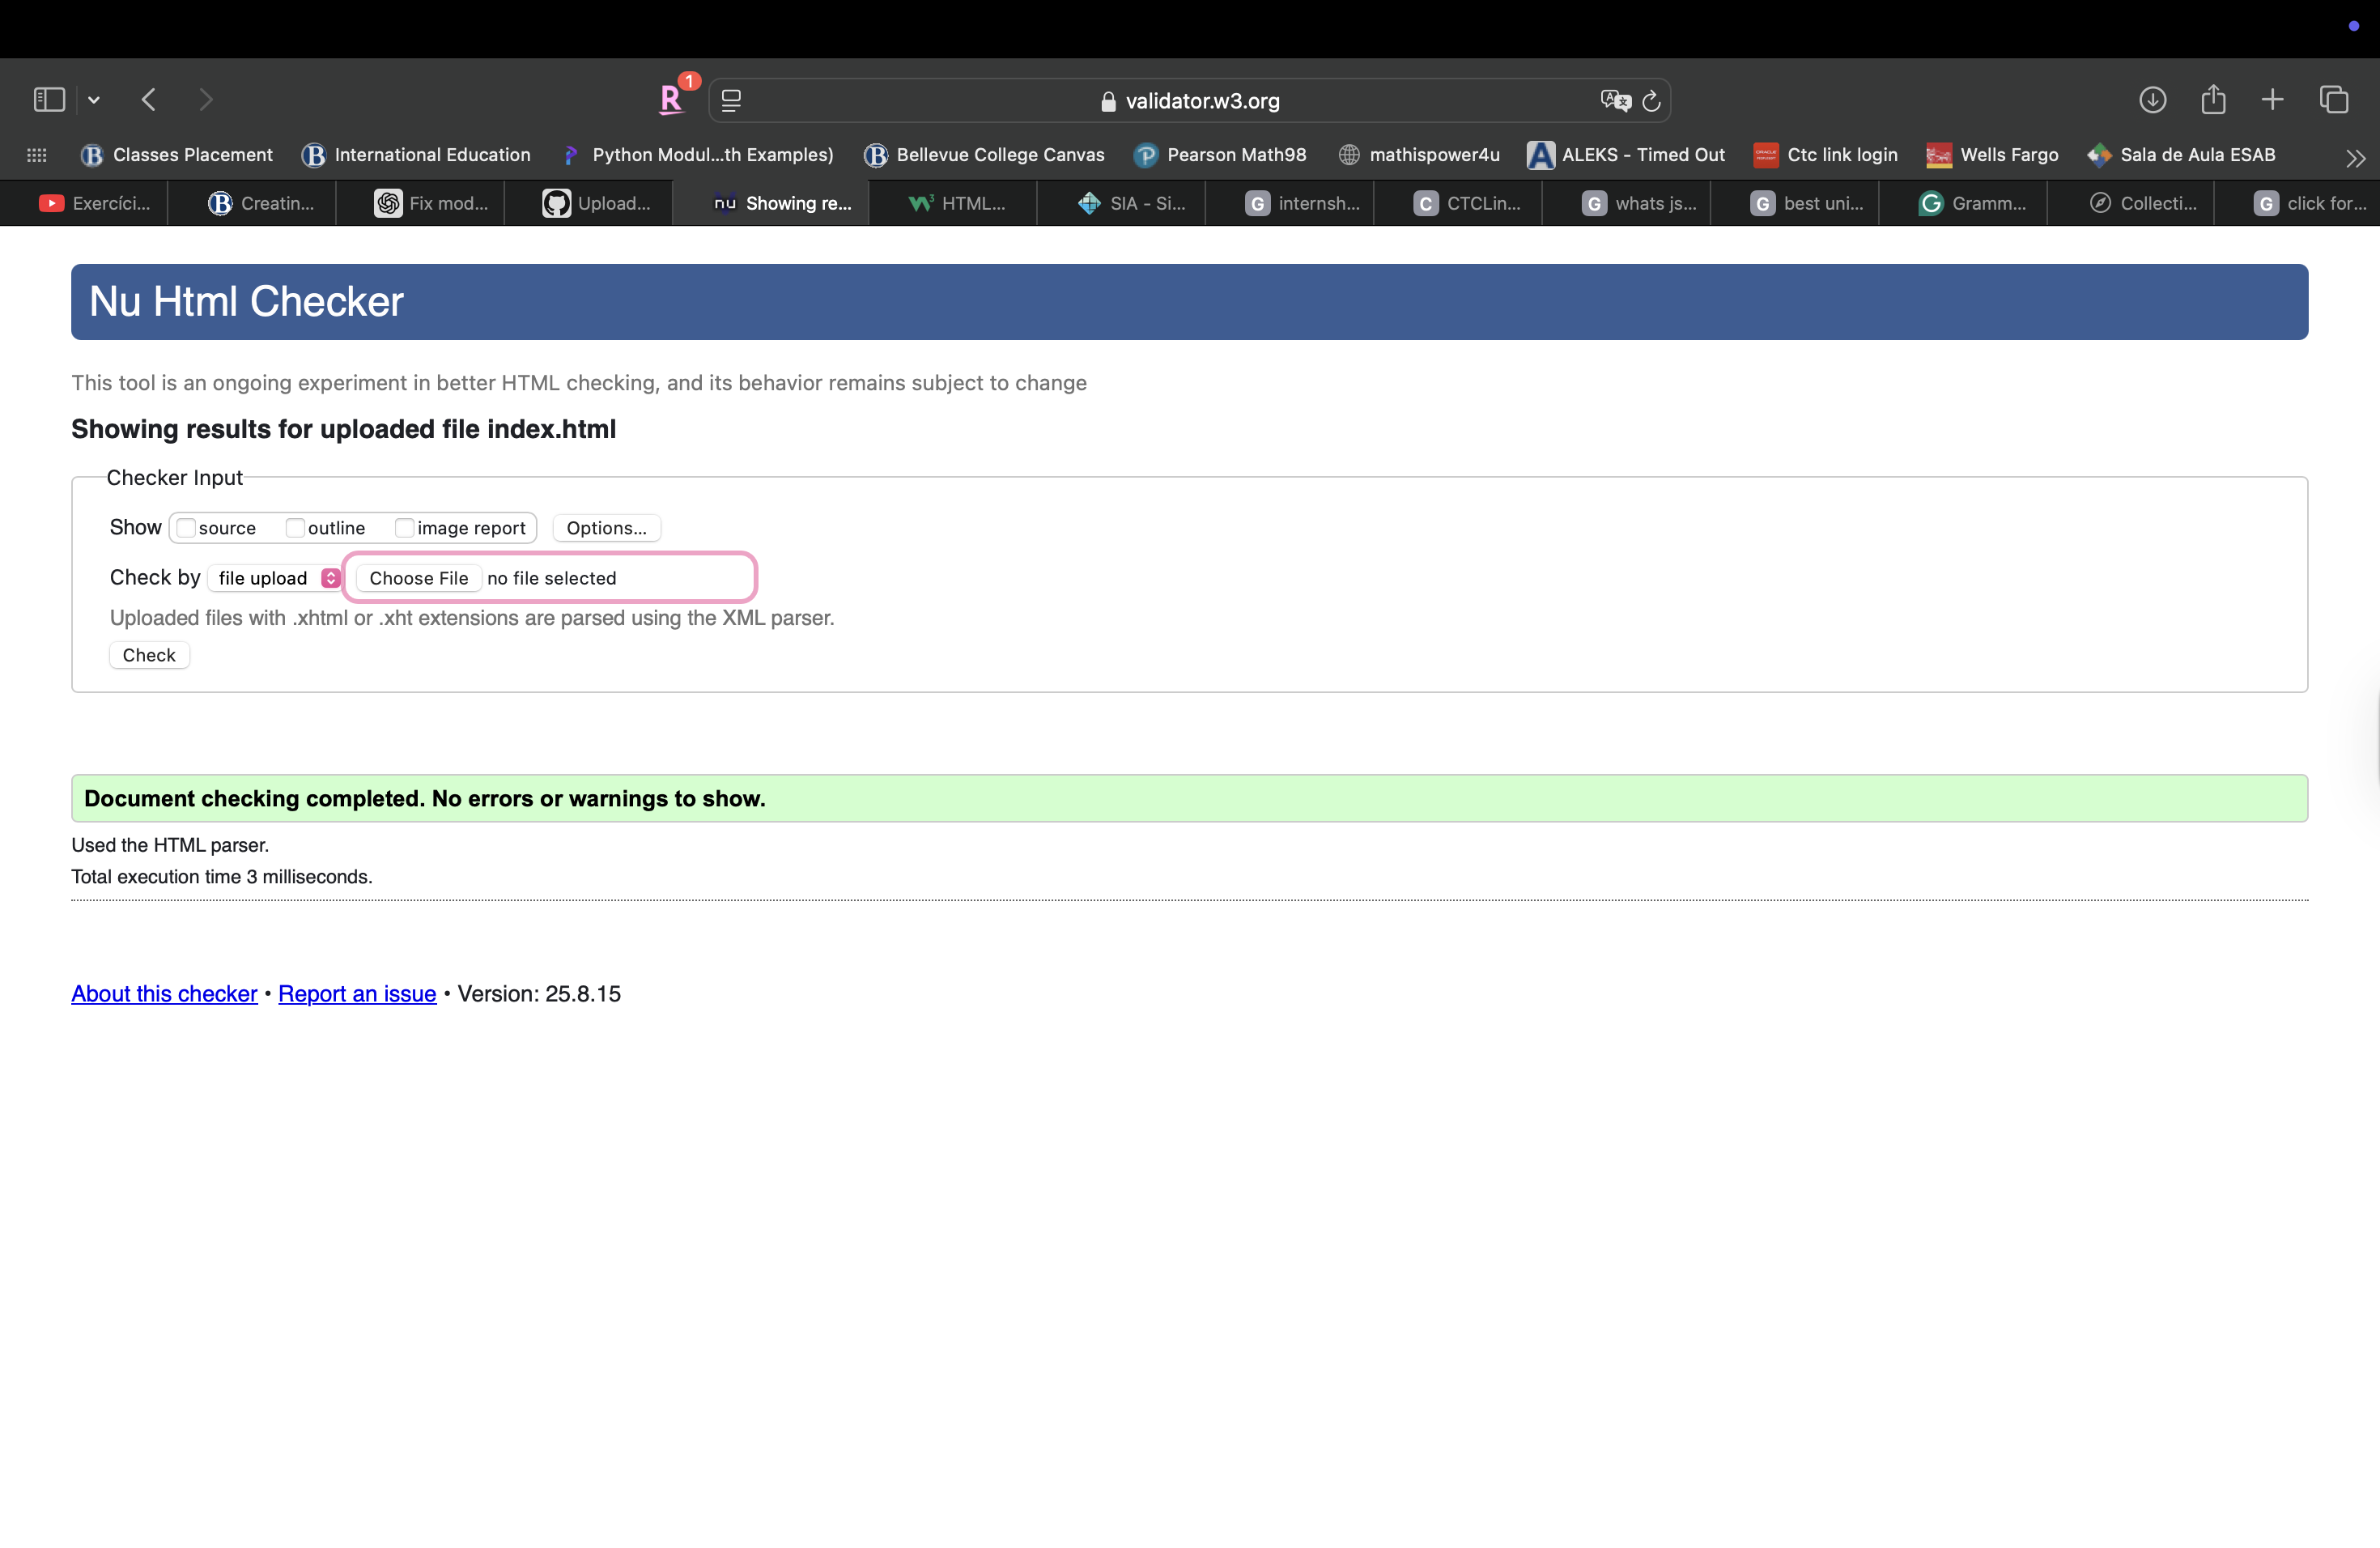 R 1
validator.w3.org
Classes Placement International Education Python Modul...th Examples) Bellevue College Canvas Pearson Math98 mathispower4u ALEKS - Timed Out Ctc link login Wells Fargo Sala de Aula ESAB
Exercíci... Creatin... Fix mod... Upload... nu Showing re... HTML... SIA - Si... G internsh... C CTCLin... G whats js... G best uni... Gramm... Collecti... G click for...
Nu Html Checker
This tool is an ongoing experiment in better HTML checking, and its behavior remains subject to change
Showing results for uploaded file index.html
Checker Input
Show source outline image report Options...
Check by file upload Choose File no file selected
Uploaded files with .xhtml or .xht extensions are parsed using the XML parser.
Check
Document checking completed. No errors or warnings to show.
Used the HTML parser.
Total execution time 3 milliseconds.
About this checker • Report an issue • Version: 25.8.15